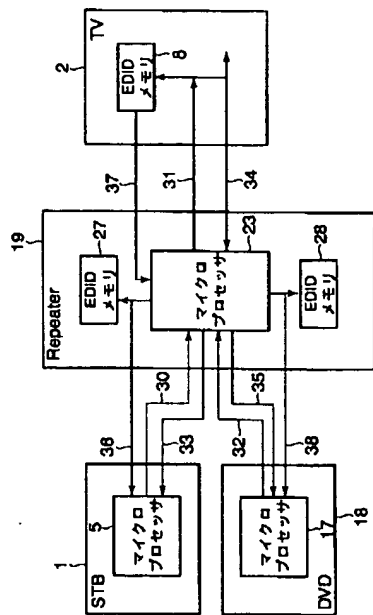 TV
2
EDID
メモリ
8
37
31
34
19
Repeater
EDID
メモリ
27
23
マイクロ
プロセッサ
EDID
メモリ
28
36
30
33
32
35
38
1
STB
5
マイクロ
プロセッサ
マイクロ
プロセッサ
17
DVD
18